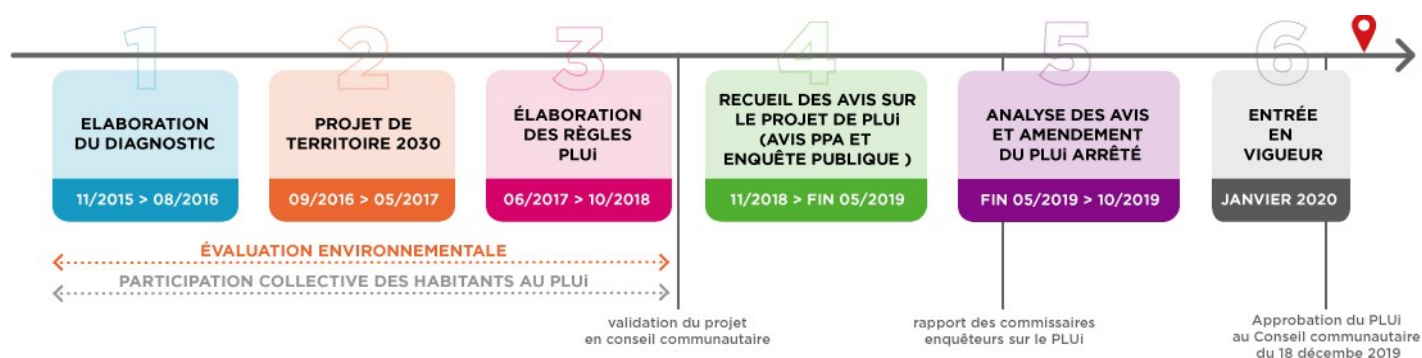 1
ELABORATION
DU DIAGNOSTIC
11/2015 > 08/2016
2
PROJET DE
TERRITOIRE 2030
09/2016 > 05/2017
3
ÉLABORATION
DES RÈGLES
PLUi
06/2017 > 10/2018
4
RECUEIL DES AVIS SUR
LE PROJET DE PLUi
(AVIS PPA ET
ENQUÊTE PUBLIQUE )
11/2018 > FIN 05/2019
5
ANALYSE DES AVIS
ET AMENDEMENT
DU PLUi ARRÊTÉ
FIN 05/2019 > 10/2019
6
ENTRÉE
EN
VIGUEUR
JANVIER 2020
ÉVALUATION ENVIRONNEMENTALE
PARTICIPATION COLLECTIVE DES HABITANTS AU PLUi
validation du projet
en conseil communautaire
rapport des commissaires
enquêteurs sur le PLUi
Approbation du PLUi
au Conseil communautaire
du 18 décembre 2019